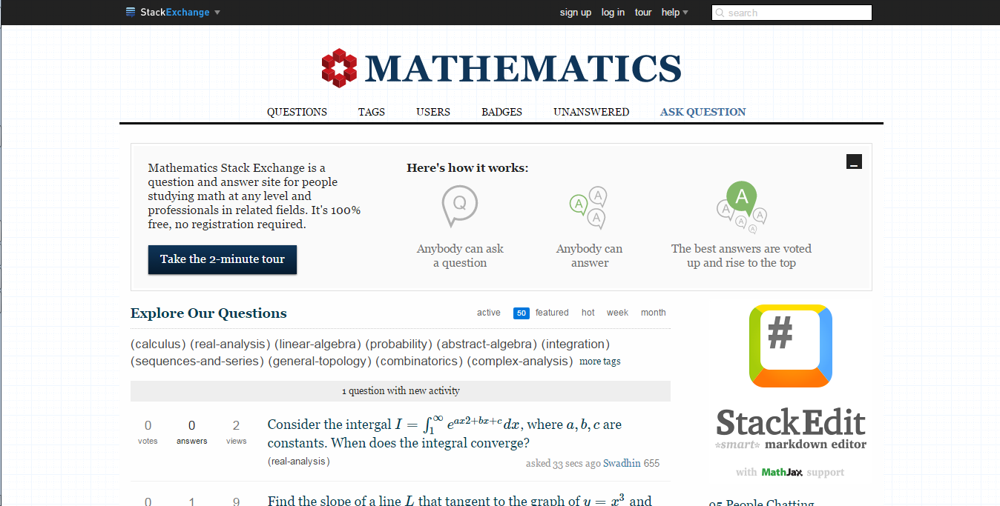 StackExchange sign up log in tour help search
MATHEMATICS
QUESTIONS TAGS USERS BADGES UNANSWERED ASK QUESTION
Mathematics Stack Exchange is a
question and answer site for people
studying math at any level and
professionals in related fields. It's 100%
free, no registration required.
Take the 2-minute tour
Here's how it works:
Q
Anybody can ask
a question
A A A
Anybody can
answer
A A A A A
The best answers are voted
up and rise to the top
Explore Our Questions
active 50 featured hot week month
(calculus) (real-analysis) (linear-algebra) (probability) (abstract-algebra) (integration)
(sequences-and-series) (general-topology) (combinatorics) (complex-analysis) more tags
1 question with new activity
0 votes 0 answers 2 views
Consider the intergal I = ∫₁^∞ e^{ax2+bx+c} dx, where a, b, c are
constants. When does the integral converge?
(real-analysis)
asked 33 secs ago Swadhin 655
0 1 9
Find the slope of a line L that tangent to the graph of y = x³ and
#
StackEdit
*smart* markdown editor
with MathJax support
95 People Chatting